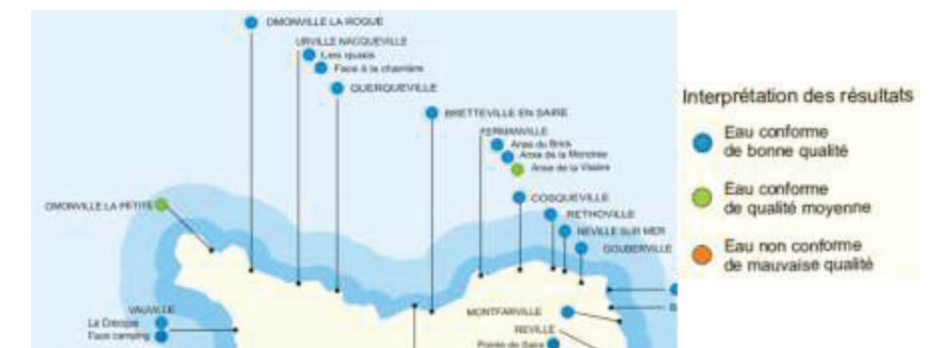 OMONVILLE LA ROGUE
URVILLE NACQUEVILLE
Les quais
Face à la charrière
QUERQUEVILLE
BRETTEVILLE EN SAIRE
FERMANVILLE
Anse du Brick
Anse de la Mondrée
Anse de la Visière
COSQUEVILLE
RETHOVILLE
NEVILLE SUR MER
GOUBERVILLE
OMONVILLE LA PETITE
VAUVILLE
La Crecque
Face camping
MONTFARVILLE
REVILLE
Pointe de Saire
Interprétation des résultats
Eau conforme
de bonne qualité
Eau conforme
de qualité moyenne
Eau non conforme
de mauvaise qualité